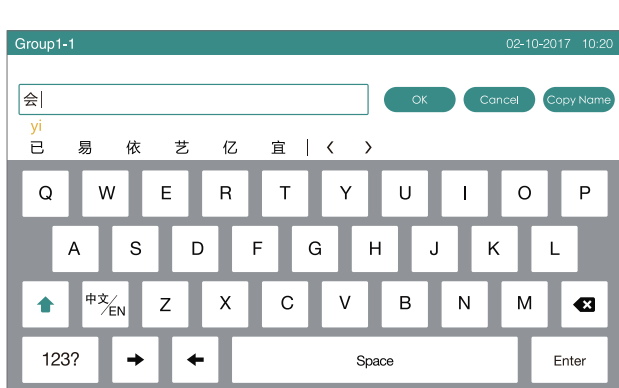 Group1-1 02-10-2017 10:20
会 OK Cancel Copy Name
yi
已 易 依 艺 亿 宜
Q W E R T Y U I O P
A S D F G H J K L
中文/EN Z X C V B N M
123? Space Enter